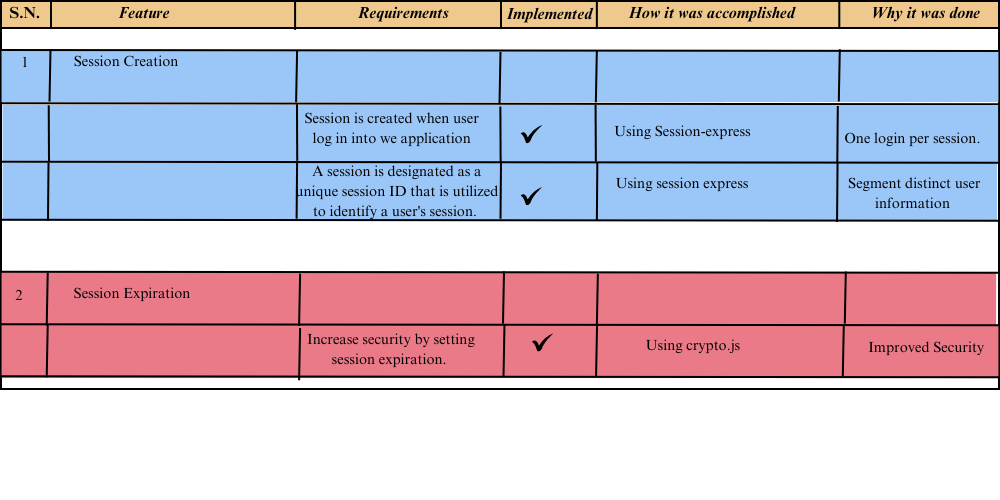 S.N. Feature Requirements Implemented How it was accomplished Why it was done
1 Session Creation
Session is created when user
log in into we application
✓ Using Session-express One login per session.
A session is designated as a
unique session ID that is utilized
to identify a user's session.
✓ Using session express Segment distinct user
information
2 Session Expiration
Increase security by setting
session expiration.
✓ Using crypto.js Improved Security